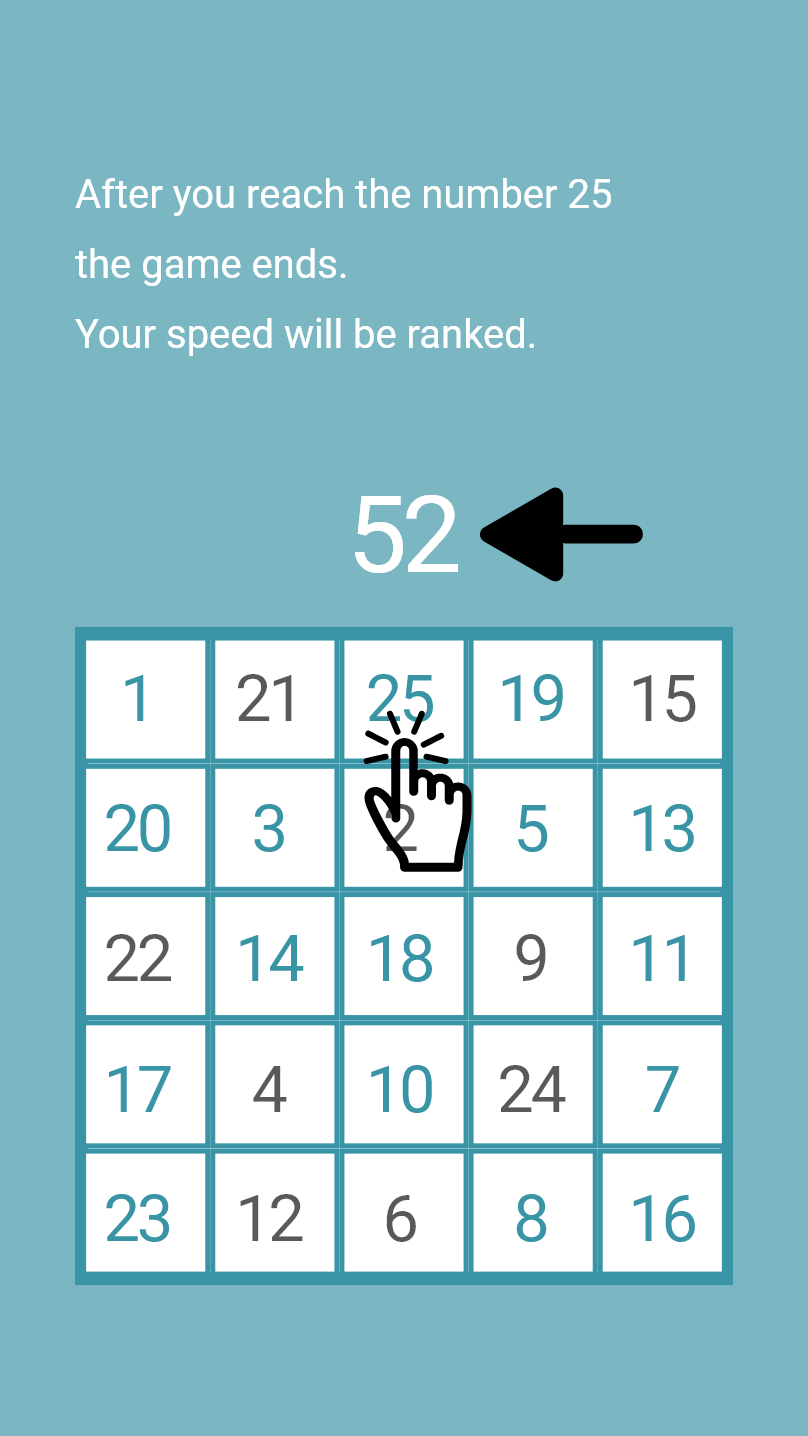 After you reach the number 25
the game ends.
Your speed will be ranked.
52
1 21 25 19 15
20 3 2 5 13
22 14 18 9 11
17 4 10 24 7
23 12 6 8 16